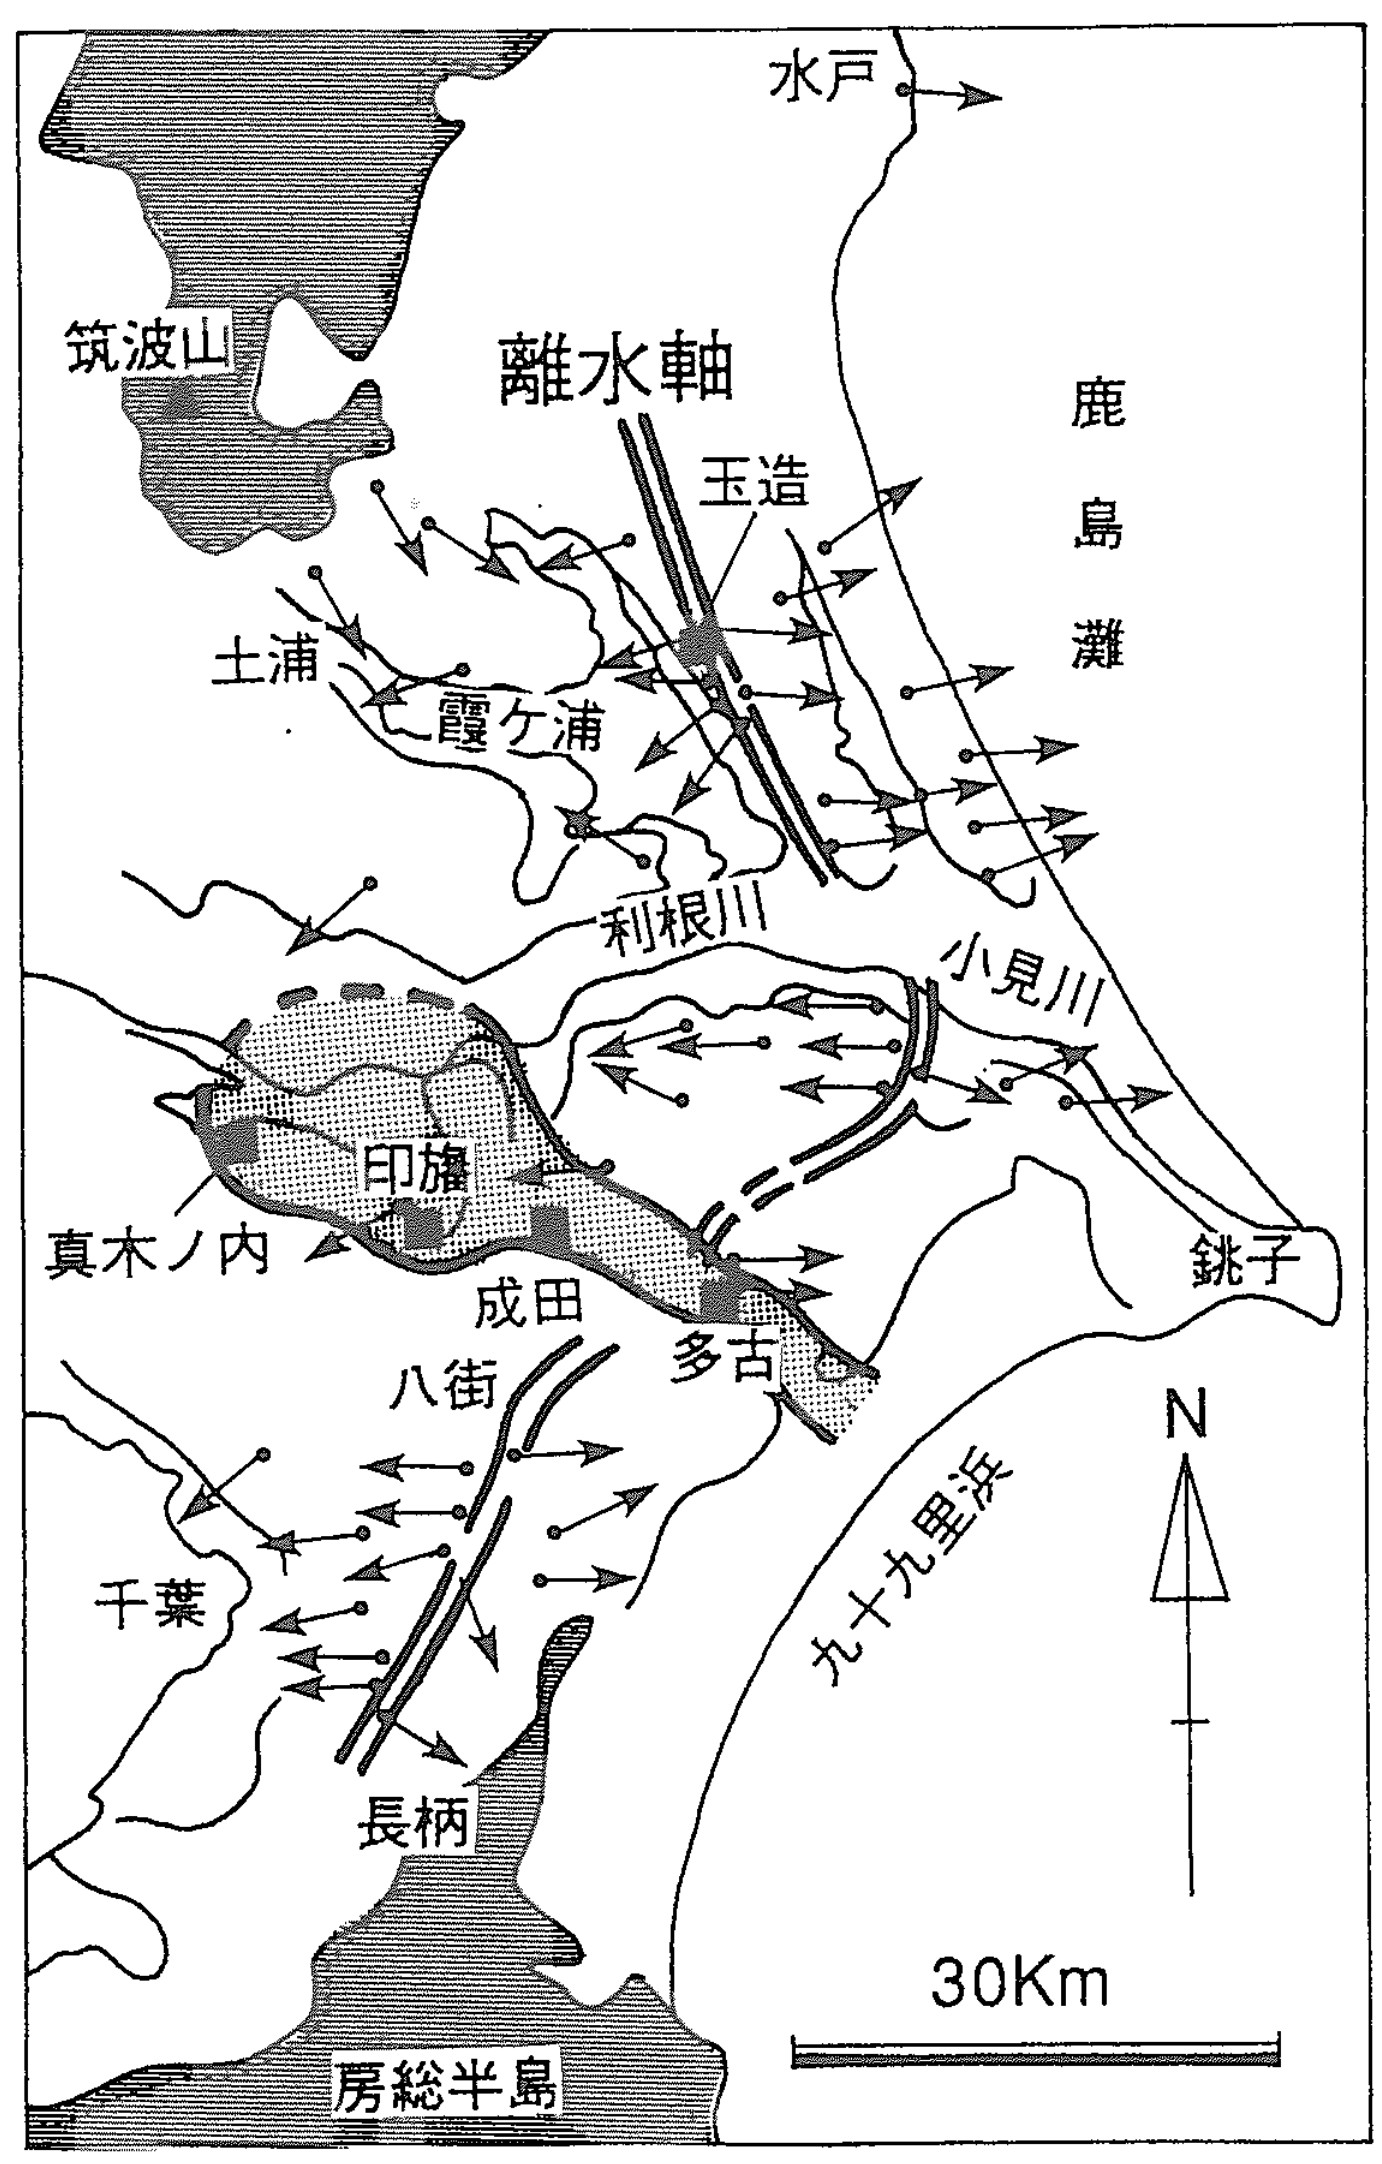 水戸
筑波山
離水軸
玉造
鹿島灘
土浦
霞ケ浦
利根川
小見川
印旛
真木ノ内
成田
銚子
多古
八街
N
九十九里浜
千葉
長柄
30Km
房総半島